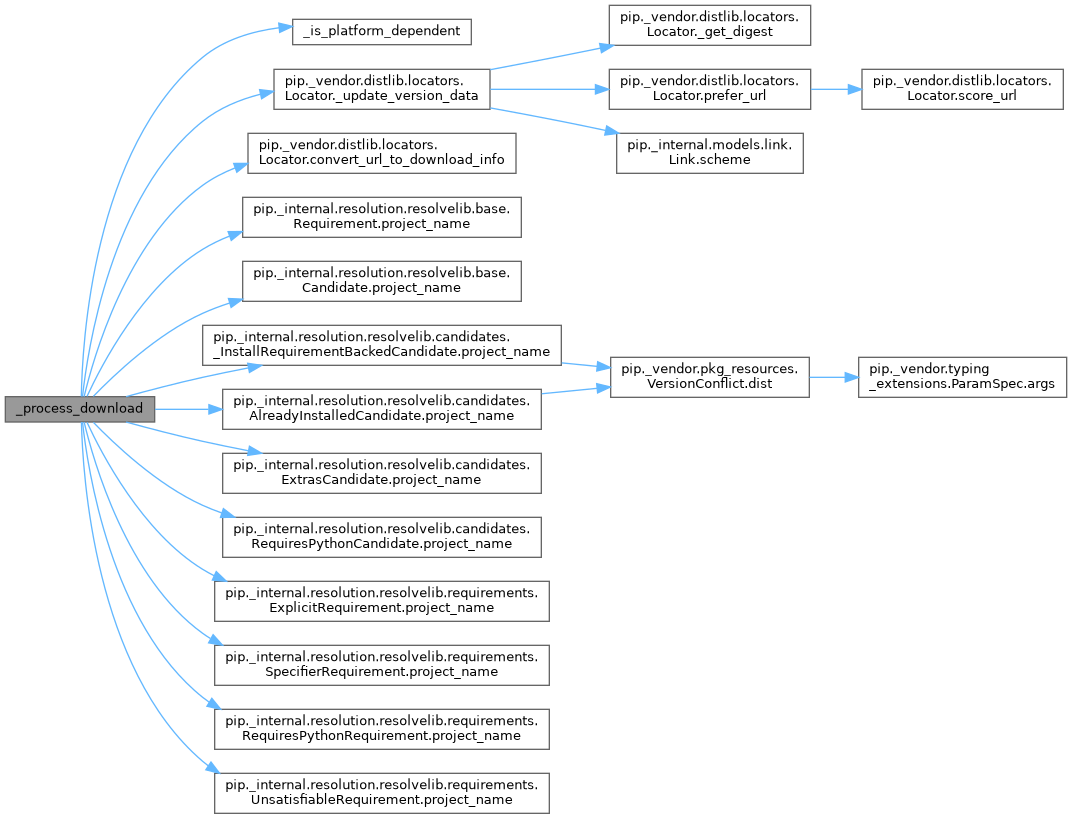 _process_download
_is_platform_dependent
pip._vendor.distlib.locators.
Locator._update_version_data
pip._vendor.distlib.locators.
Locator._get_digest
pip._vendor.distlib.locators.
Locator.prefer_url
pip._vendor.distlib.locators.
Locator.score_url
pip._internal.models.link.
Link.scheme
pip._vendor.distlib.locators.
Locator.convert_url_to_download_info
pip._internal.resolution.resolvelib.base.
Requirement.project_name
pip._internal.resolution.resolvelib.base.
Candidate.project_name
pip._internal.resolution.resolvelib.candidates.
_InstallRequirementBackedCandidate.project_name
pip._vendor.pkg_resources.
VersionConflict.dist
pip._vendor.typing
_extensions.ParamSpec.args
pip._internal.resolution.resolvelib.candidates.
AlreadyInstalledCandidate.project_name
pip._internal.resolution.resolvelib.candidates.
ExtrasCandidate.project_name
pip._internal.resolution.resolvelib.candidates.
RequiresPythonCandidate.project_name
pip._internal.resolution.resolvelib.requirements.
ExplicitRequirement.project_name
pip._internal.resolution.resolvelib.requirements.
SpecifierRequirement.project_name
pip._internal.resolution.resolvelib.requirements.
RequiresPythonRequirement.project_name
pip._internal.resolution.resolvelib.requirements.
UnsatisfiableRequirement.project_name